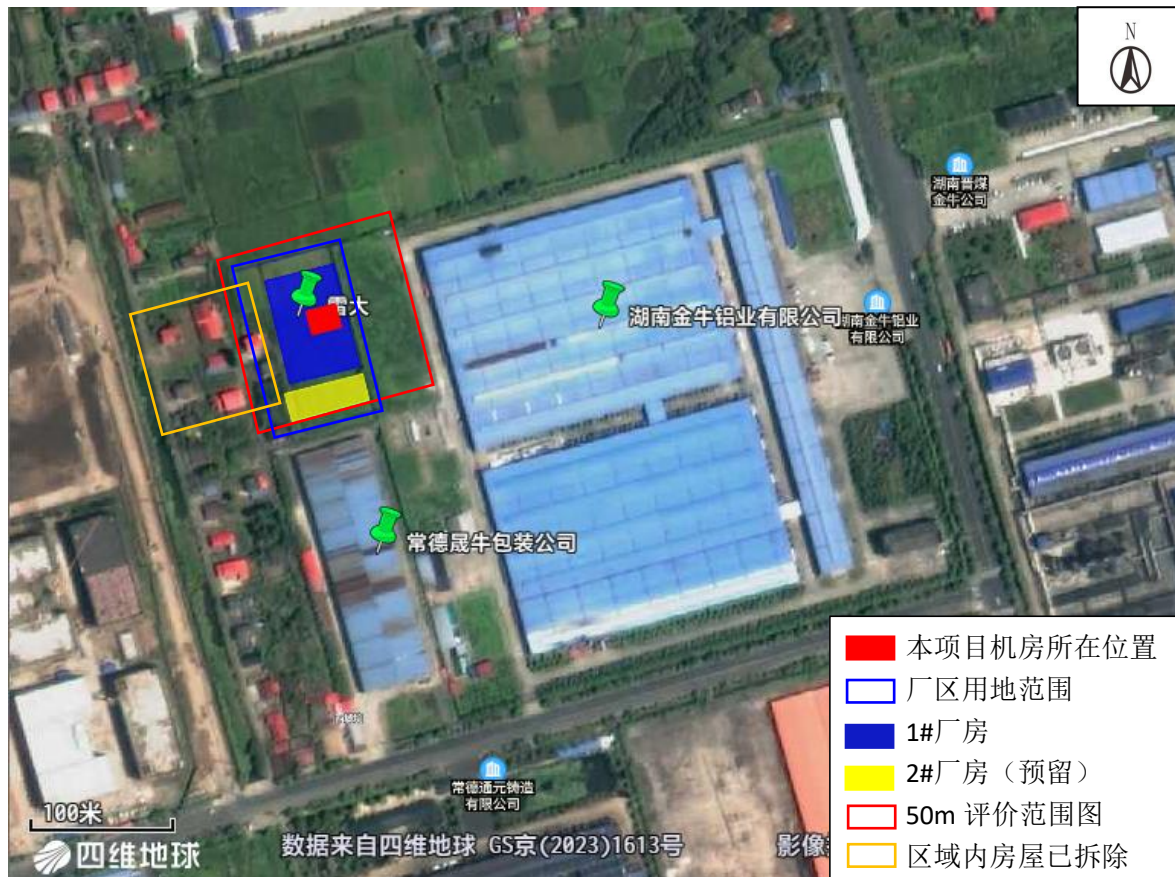 N
湖南晋煤
金牛公司
雷大
湖南金牛铝业有限公司
湖南金牛铝业
有限公司
常德晟牛包装公司
常德通元铸造
有限公司
100米
四维地球
数据来自四维地球 GS京(2023)1613号
影像
本项目机房所在位置
厂区用地范围
1#厂房
2#厂房（预留）
50m 评价范围图
区域内房屋已拆除